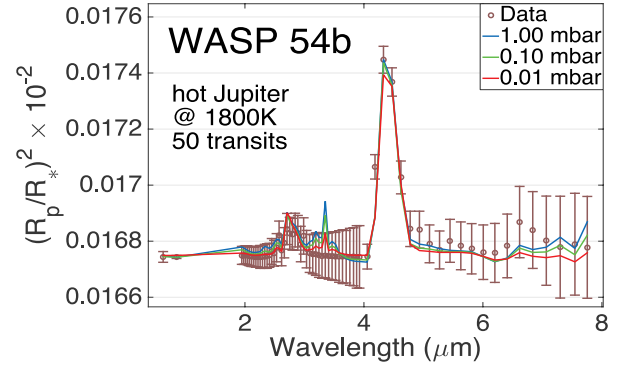 0.0176
0.0174
0.0172
0.017
0.0168
0.0166
(R_p/R_*)² × 10⁻²
WASP 54b
hot Jupiter
@ 1800K
50 transits
Data
1.00 mbar
0.10 mbar
0.01 mbar
2 4 6 8
Wavelength (μm)